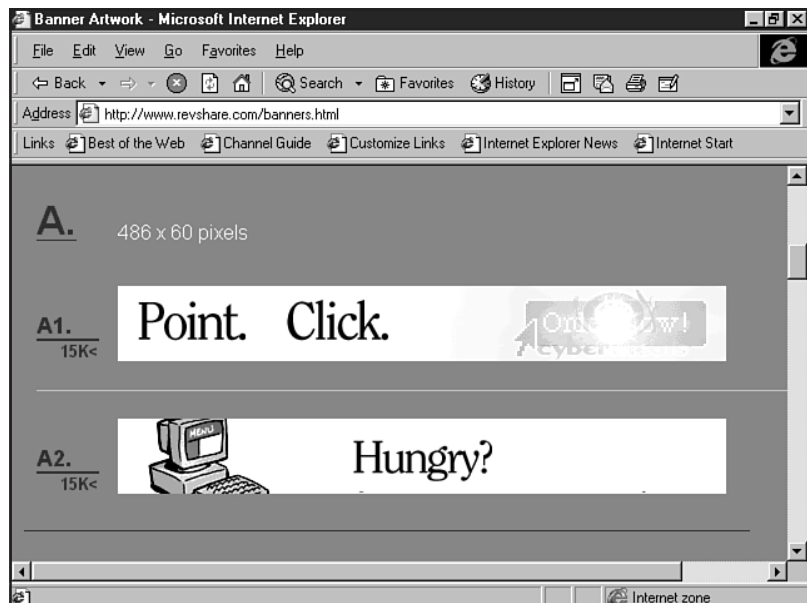 Banner Artwork - Microsoft Internet Explorer
File Edit View Go Favorites Help
Back Search Favorites History
Address http://www.revshare.com/banners.html
Links Best of the Web Channel Guide Customize Links Internet Explorer News Internet Start
A. 486 x 60 pixels
A1. Point. Click.
15K<
MENU
A2. Hungry?
15K<
Internet zone